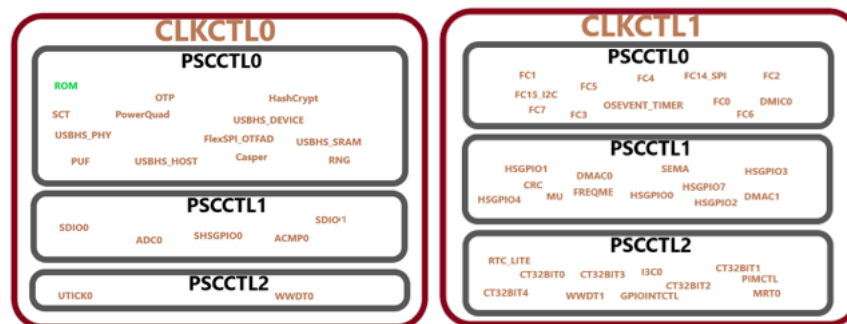 CLKCTL0
PSCCTL0
ROM
OTP HashCrypt
SCT PowerQuad USBHS_DEVICE
USBHS_PHY FlexSPI_OTFAD USBHS_SRAM
PUF USBHS_HOST Casper RNG
PSCCTL1
SDIO0 SDIO1
ADC0 SHSGPIO0 ACMP0
PSCCTL2
UTICK0 WWDT0
CLKCTL1
PSCCTL0
FC1 FC5 FC4 FC14_SPI FC2
FC15_I2C OSEVENT_TIMER FC0 DMIC0
FC7 FC3 FC6
PSCCTL1
HSGPIO1 DMAC0 SEMA HSGPIO3
CRC FREQME HSGPIO7
HSGPIO4 MU HSGPIO0 HSGPIO2 DMAC1
PSCCTL2
RTC_LITE
CT32BIT0 CT32BIT3 I3C0 CT32BIT1
CT32BIT2 PIMCTL
CT32BIT4 WWDT1 GPIOINTCTL MRT0